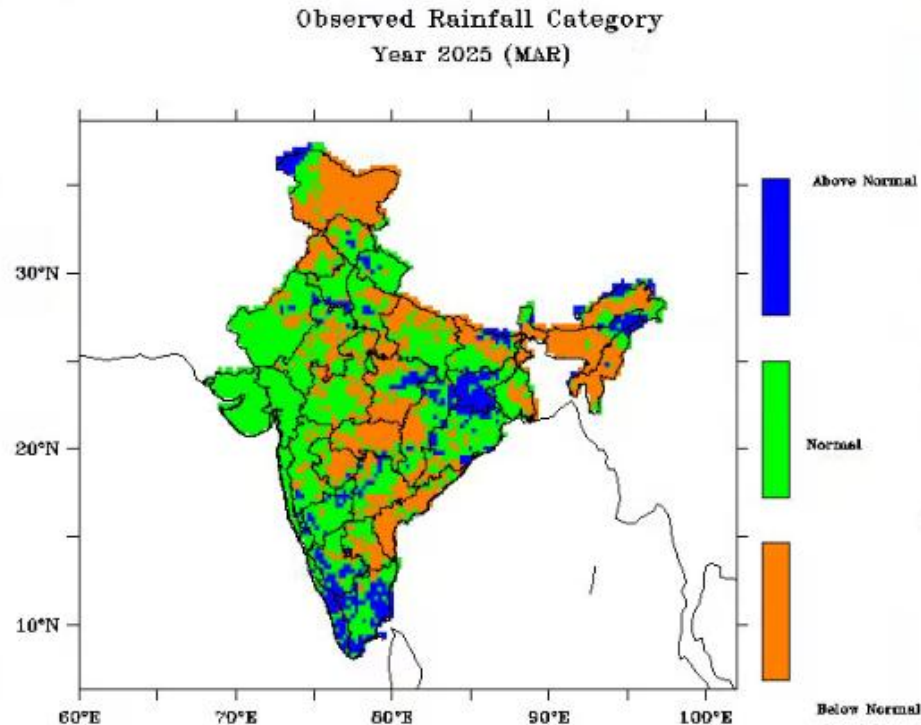 Observed Rainfall Category
Year 2025 (MAR)
Above Normal
30°N
20°N
Normal
10°N
60°E 70°E 80°E 90°E 100°E
Below Normal